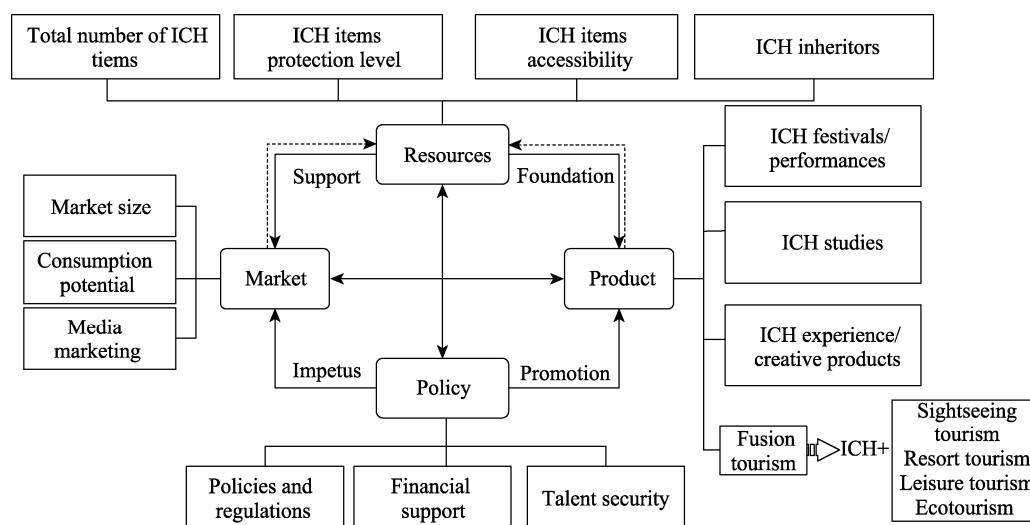 Total number of ICH
tiems
ICH items
protection level
ICH items
accessibility
ICH inheritors
Resources
Support
Foundation
ICH festivals/
performances
Market size
Consumption
potential
Media
marketing
Market
Product
ICH studies
ICH experience/
creative products
Impetus
Promotion
Policy
Fusion
tourism
ICH+
Sightseeing
tourism
Resort tourism
Leisure tourism
Ecotourism
Policies and
regulations
Financial
support
Talent security